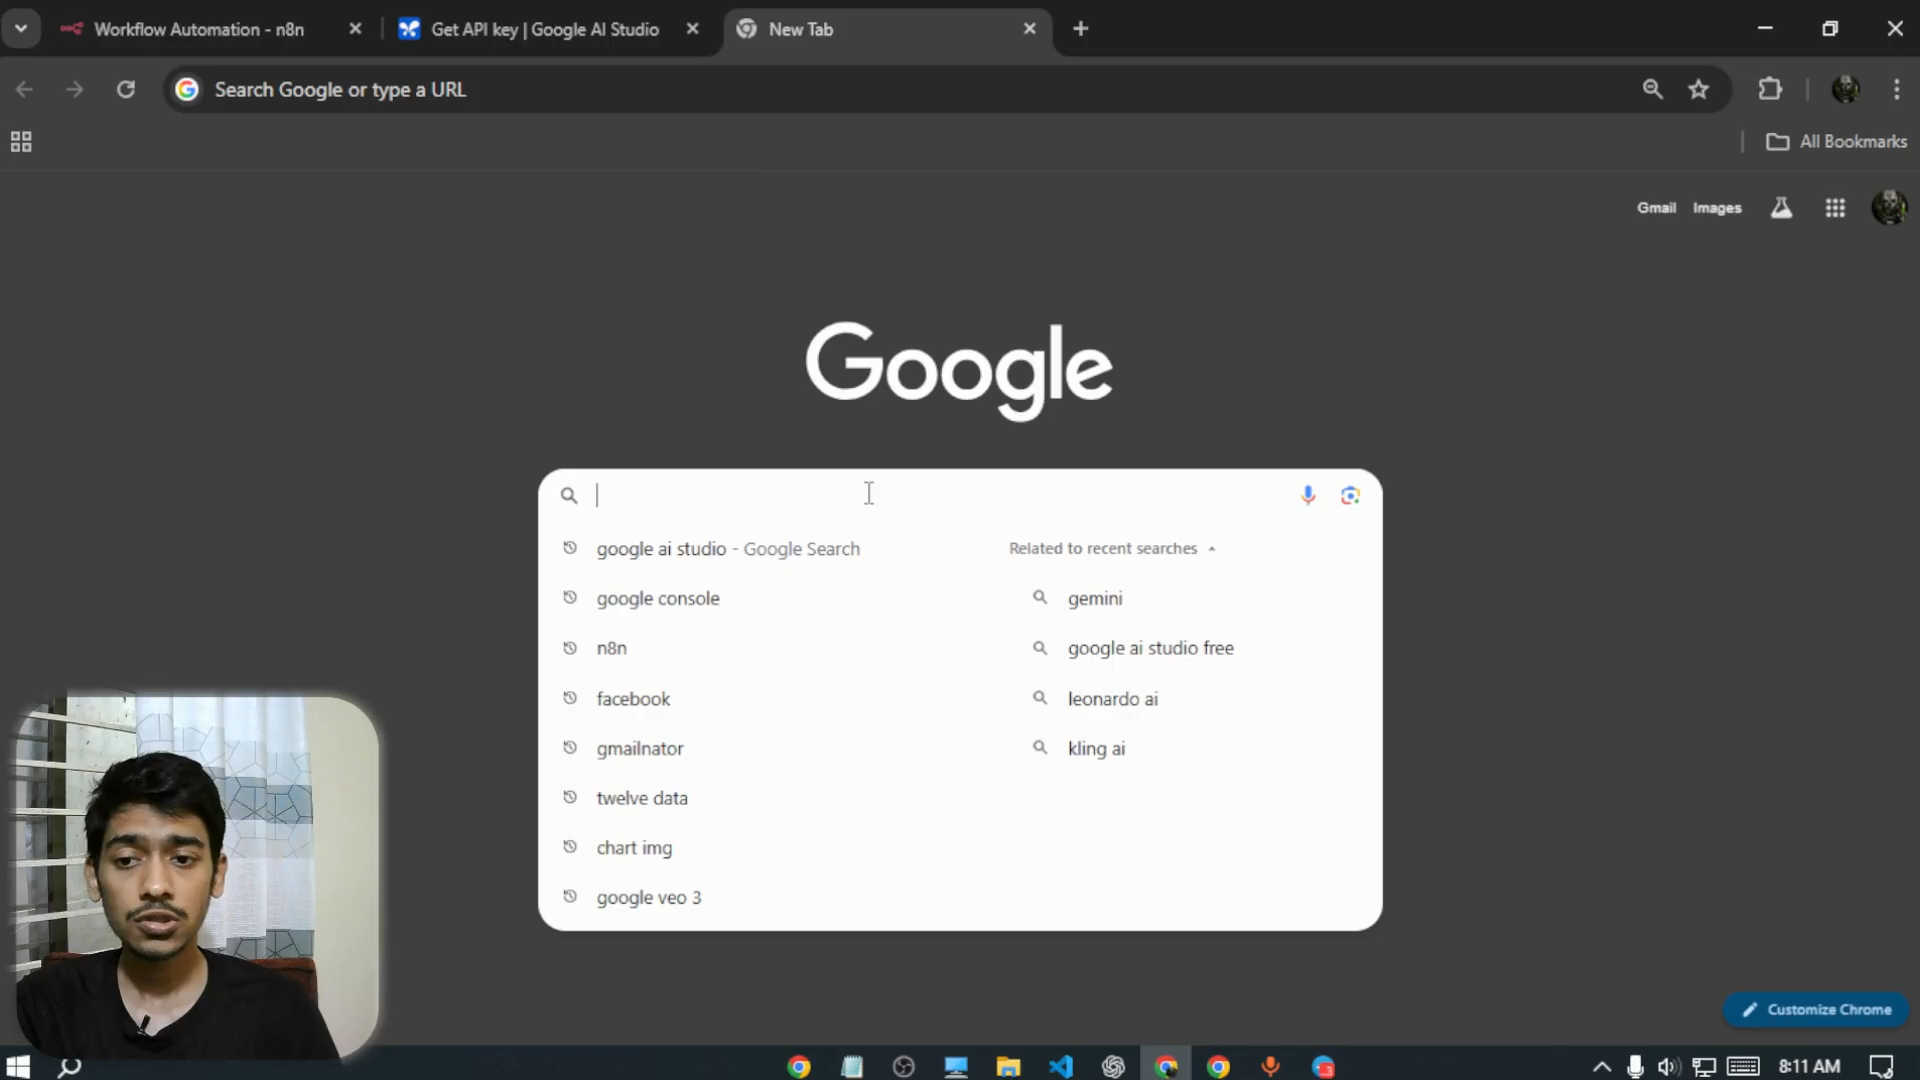 Workflow Automation - n8n
Get API key | Google AI Studio
New Tab
Search Google or type a URL
All Bookmarks
Gmail
Images
Google
google ai studio - Google Search
google console
n8n
facebook
gmailnator
twelve data
chart img
google veo 3
Related to recent searches
gemini
google ai studio free
leonardo ai
kling ai
Customize Chrome
8:11 AM